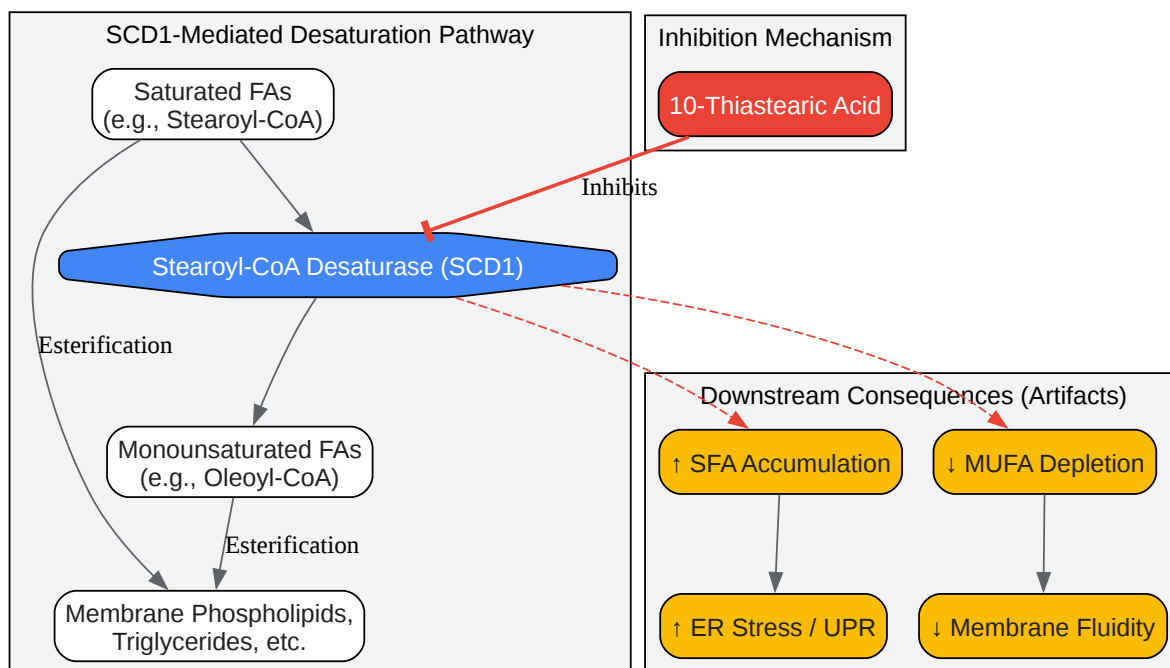 SCD1-Mediated Desaturation Pathway
Inhibition Mechanism
Saturated FAs
(e.g., Stearoyl-CoA)
10-Thiastearic Acid
Inhibits
Stearoyl-CoA Desaturase (SCD1)
Esterification
Downstream Consequences (Artifacts)
Monounsaturated FAs
(e.g., Oleoyl-CoA)
↑ SFA Accumulation
↓ MUFA Depletion
Esterification
Membrane Phospholipids,
Triglycerides, etc.
↑ ER Stress / UPR
↓ Membrane Fluidity